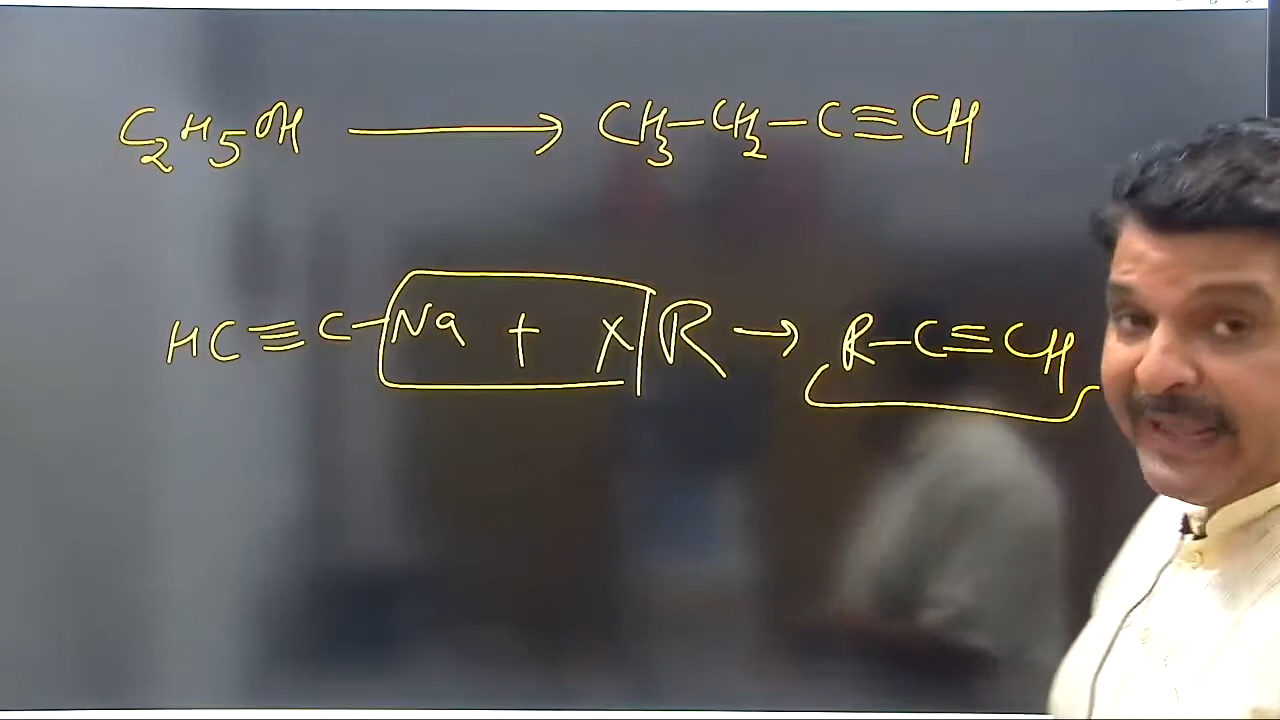 C₂H₅OH ⟶ CH₃–CH₂–C≡CH
HC≡C–Na + X R → R–C≡CH